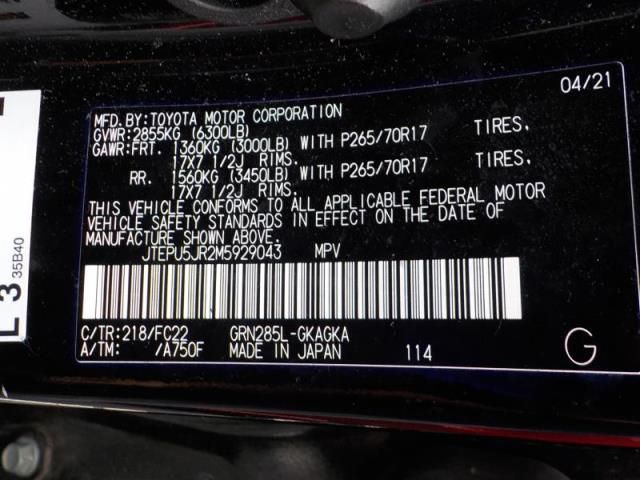 04/21
MFD.BY:TOYOTA MOTOR CORPORATION
GVWR:2855KG (6300LB)
GAWR:FRT. 1360KG (3000LB) WITH P265/70R17 TIRES,
17X7 1/2J RIMS.
RR. 1560KG (3450LB) WITH P265/70R17 TIRES,
17X7 1/2J RIMS.
THIS VEHICLE CONFORMS TO ALL APPLICABLE FEDERAL MOTOR
VEHICLE SAFETY STANDARDS IN EFFECT ON THE DATE OF
MANUFACTURE SHOWN ABOVE.
JTEPU5JR2M5929043 MPV
C/TR:218/FC22 GRN285L-GKAGKA
A/TM: /A750F MADE IN JAPAN 114
G
L 3
35B40